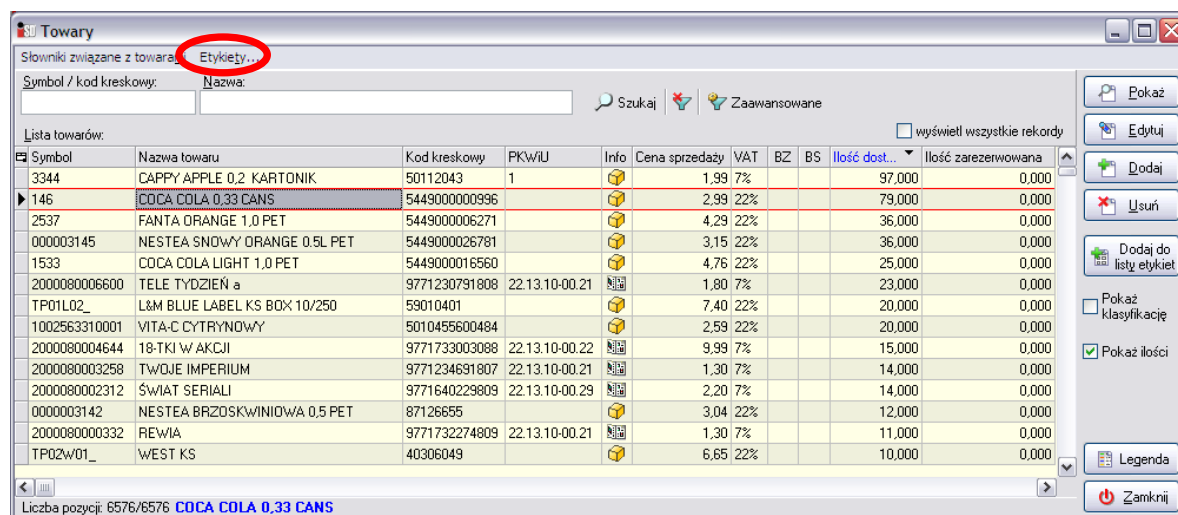 Towary
Słowniki związane z towarami Etykiety...
Symbol / kod kreskowy: Nazwa:
Szukaj Zaawansowane
Lista towarów: wyświetl wszystkie rekordy
Symbol Nazwa towaru Kod kreskowy PKWiU Info Cena sprzedaży VAT BZ BS Ilość dost... Ilość zarezerwowana
3344 CAPPY APPLE 0,2 KARTONIK 50112043 1 1,99 7% 97,000 0,000
146 COCA COLA 0,33 CANS 5449000000996 2,99 22% 79,000 0,000
2537 FANTA ORANGE 1,0 PET 5449000006271 4,29 22% 36,000 0,000
000003145 NESTEA SNOWY ORANGE 0.5L PET 5449000026781 3,15 22% 36,000 0,000
1533 COCA COLA LIGHT 1,0 PET 5449000016560 4,76 22% 25,000 0,000
2000080006600 TELE TYDZIEŃ a 9771230791808 22.13.10-00.21 1,80 7% 23,000 0,000
TP01L02_ L&M BLUE LABEL KS BOX 10/250 59010401 7,40 22% 20,000 0,000
1002563310001 VITA-C CYTRYNOWY 5010455600484 2,59 22% 20,000 0,000
2000080004644 18-TKI W AKCJI 9771733003088 22.13.10-00.22 9,99 7% 15,000 0,000
2000080003258 TWOJE IMPERIUM 9771234691807 22.13.10-00.21 1,30 7% 14,000 0,000
2000080002312 ŚWIAT SERIALI 9771640229809 22.13.10-00.29 2,20 7% 14,000 0,000
0000003142 NESTEA BRZOSKWINIOWA 0,5 PET 87126655 3,04 22% 12,000 0,000
2000080000332 REWIA 9771732274809 22.13.10-00.21 1,30 7% 11,000 0,000
TP02W01_ WEST KS 40306049 6,65 22% 10,000 0,000
Liczba pozycji: 6576/6576 COCA COLA 0,33 CANS
Pokaż
Edytuj
Dodaj
Usuń
Dodaj do
listy etykiet
Pokaż
klasyfikację
Pokaż ilości
Legenda
Zamknij